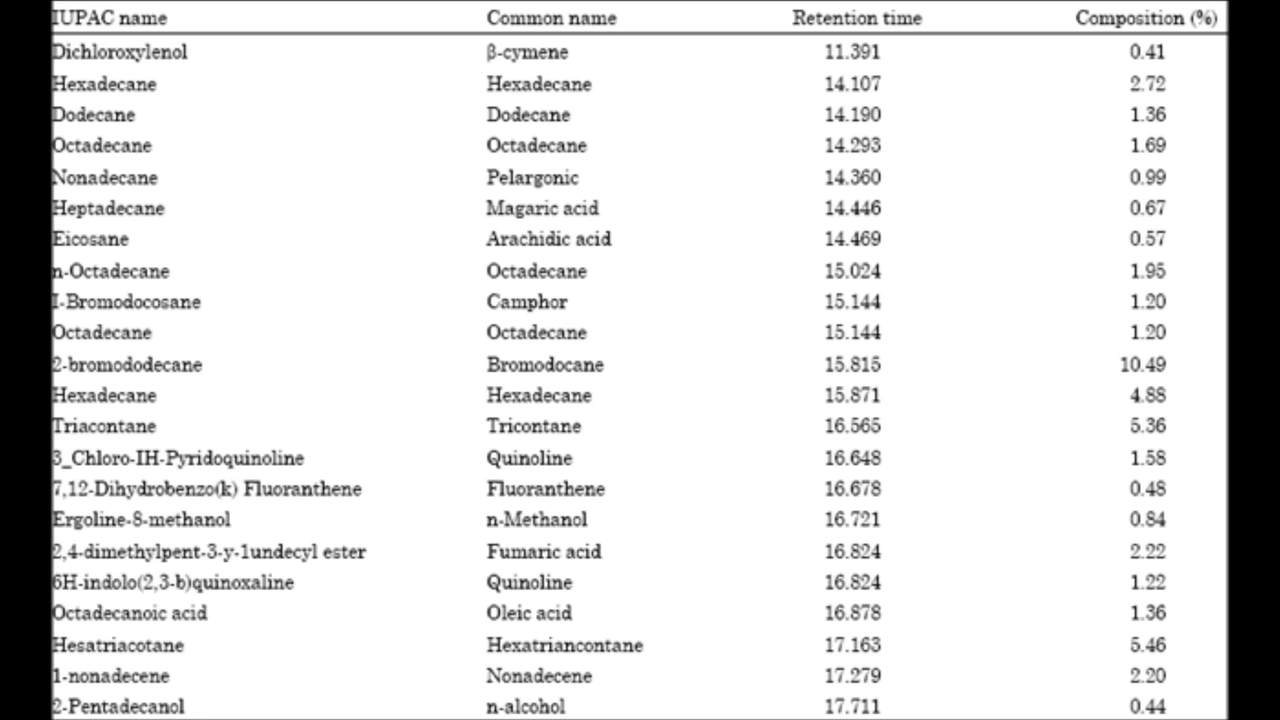 IUPAC name Common name Retention time Composition (%)
Dichloroxylenol β-cymene 11.391 0.41
Hexadecane Hexadecane 14.107 2.72
Dodecane Dodecane 14.190 1.36
Octadecane Octadecane 14.293 1.69
Nonadecane Pelargonic 14.360 0.99
Heptadecane Magaric acid 14.446 0.67
Eicosane Arachidic acid 14.469 0.57
n-Octadecane Octadecane 15.024 1.95
I-Bromodocosane Camphor 15.144 1.20
Octadecane Octadecane 15.144 1.20
2-bromododecane Bromodocane 15.815 10.49
Hexadecane Hexadecane 15.871 4.88
Triacontane Tricontane 16.565 5.36
3_Chloro-IH-Pyridoquinoline Quinoline 16.648 1.58
7,12-Dihydrobenzo(k) Fluoranthene Fluoranthene 16.678 0.48
Ergoline-8-methanol n-Methanol 16.721 0.84
2,4-dimethylpent-3-y-1undecyl ester Fumaric acid 16.824 2.22
6H-indolo(2,3-b)quinoxaline Quinoline 16.824 1.22
Octadecanoic acid Oleic acid 16.878 1.36
Hesatriacotane Hexatriancontane 17.163 5.46
1-nonadecene Nonadecene 17.279 2.20
2-Pentadecanol n-alcohol 17.711 0.44